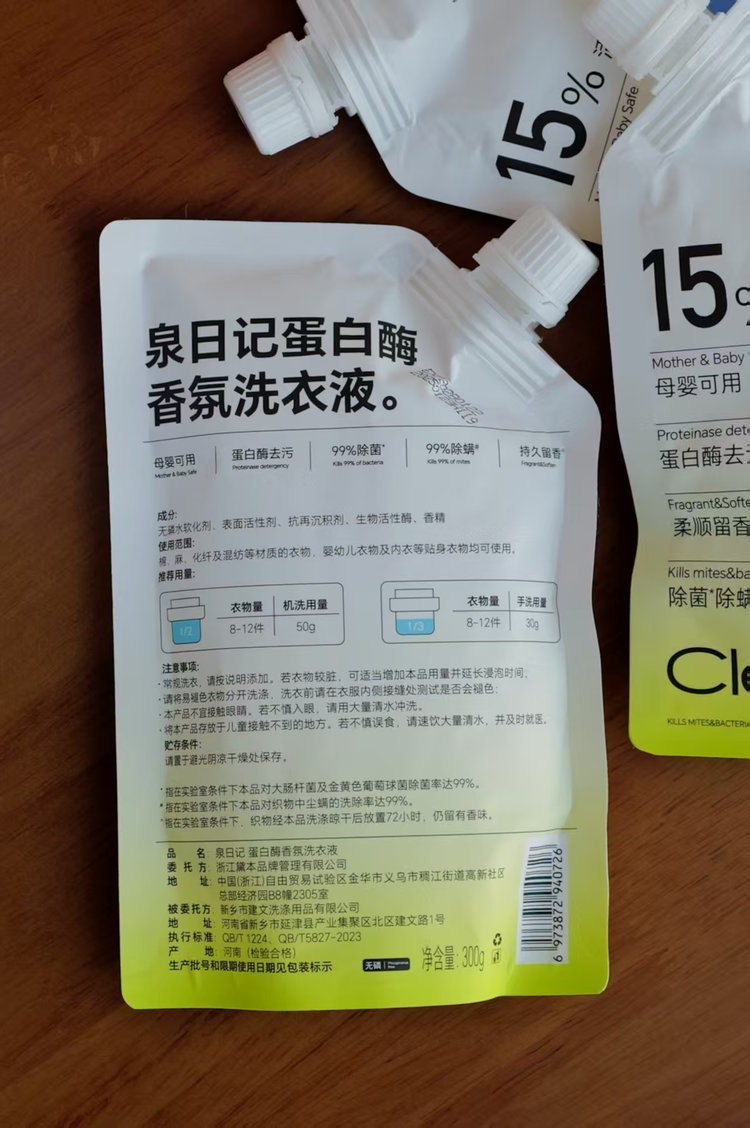 15%
aby Safe
15
Mother & Baby
母婴可用
Proteinase det
蛋白酶去
Fragrant&Softe
柔顺留香
Kills mites&ba
除菌*除螨
Cle
KILLS MITES&BACTERIA
泉日记蛋白酶
香氛洗衣液。
母婴可用 蛋白酶去污 99%除菌* 99%除螨# 持久留香^
Mother & Baby Safe Proteinase detergency Kills 99% of bacteria Kills 99% of mites Fragrant&Soften
成分:
无磷水软化剂、表面活性剂、抗再沉积剂、生物活性酶、香精
使用范围:
棉、麻、化纤及混纺等材质的衣物，婴幼儿衣物及内衣等贴身衣物均可使用。
推荐用量:
衣物量 机洗用量
1/2 8-12件 50g
衣物量 手洗用量
1/3 8-12件 30g
注意事项:
·常规洗衣，请按说明添加。若衣物较脏，可适当增加本品用量并延长浸泡时间;
·请将易褪色衣物分开洗涤，洗衣前请在衣服内侧接缝处测试是否会褪色;
·本产品不宜接触眼睛。若不慎入眼，请用大量清水冲洗。
·将本产品存放于儿童接触不到的地方。若不慎误食，请速饮大量清水，并及时就医。
贮存条件:
请置于避光阴凉干燥处保存。
*指在实验室条件下本品对大肠杆菌及金黄色葡萄球菌除菌率达99%。
#指在实验室条件下本品对织物中尘螨的洗除率达99%。
^指在实验室条件下，织物经本品洗涤晾干后放置72小时，仍留有香味。
品 名: 泉日记 蛋白酶香氛洗衣液
委 托 方: 浙江黛本品牌管理有限公司
地 址: 中国(浙江)自由贸易试验区金华市义乌市稠江街道高新社区
总部经济园B8幢2305室
被委托方: 新乡市建文洗涤用品有限公司
地 址: 河南省新乡市延津县产业集聚区北区建文路1号
执行标准: QB/T 1224、QB/T5827-2023
产 地: 河南 (检验合格)
生产批号和限期使用日期见包装标示
无磷 Phosphorus Free
净含量: 300g
6 973872 940726